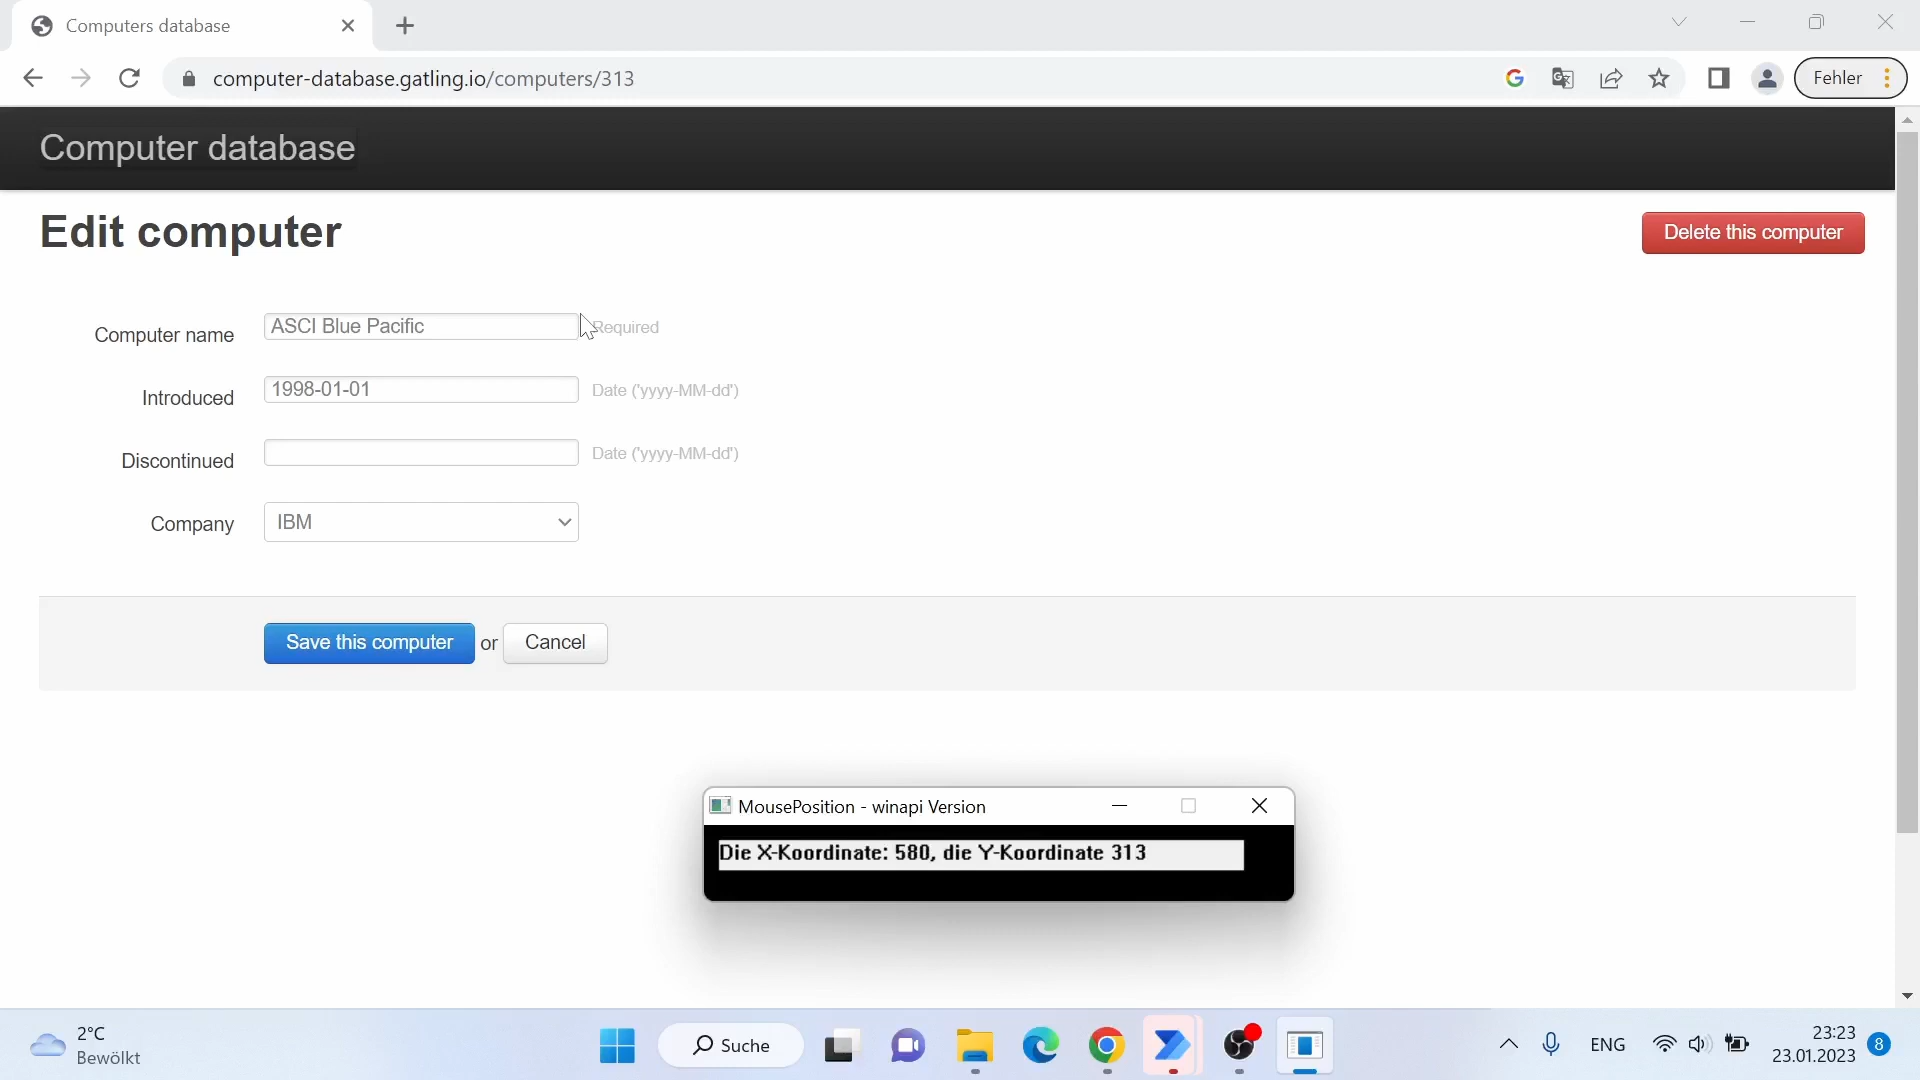 Computers database
computer-database.gatling.io/computers/313
Fehler
Computer database
Edit computer
Delete this computer
Computer name
ASCI Blue Pacific
Required
Introduced
1998-01-01
Date ('yyyy-MM-dd')
Discontinued
Date ('yyyy-MM-dd')
Company
IBM
Save this computer or Cancel
MousePosition - winapi Version
Die X-Koordinate: 580, die Y-Koordinate 313
2°C
Bewölkt
Suche
ENG
23:23
23.01.2023
8